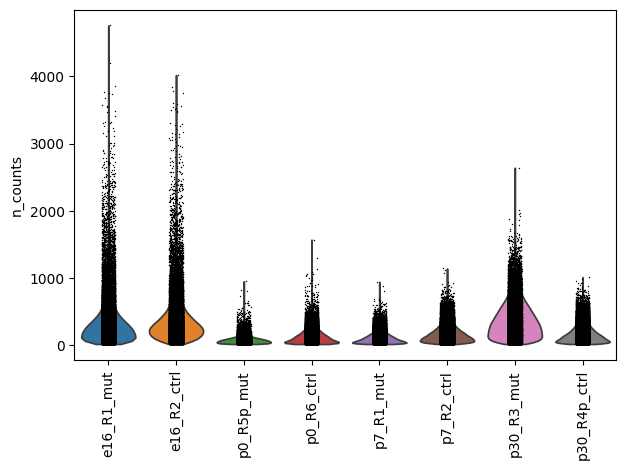 n_counts
4000
3000
2000
1000
0
e16_R1_mut
e16_R2_ctrl
p0_R5p_mut
p0_R6_ctrl
p7_R1_mut
p7_R2_ctrl
p30_R3_mut
p30_R4p_ctrl